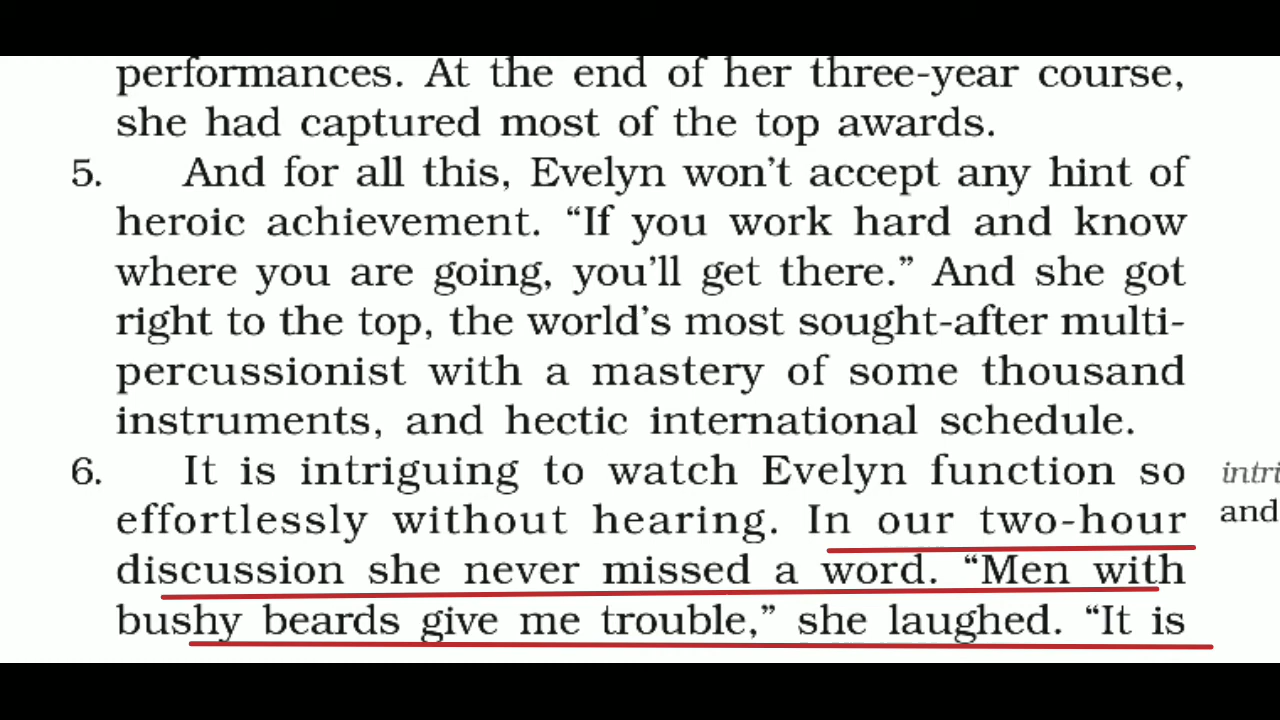 performances. At the end of her three-year course,
she had captured most of the top awards.
5. And for all this, Evelyn won't accept any hint of
heroic achievement. “If you work hard and know
where you are going, you'll get there.” And she got
right to the top, the world's most sought-after multi-
percussionist with a mastery of some thousand
instruments, and hectic international schedule.
6. It is intriguing to watch Evelyn function so
effortlessly without hearing. In our two-hour
discussion she never missed a word. “Men with
bushy beards give me trouble,” she laughed. “It is
and